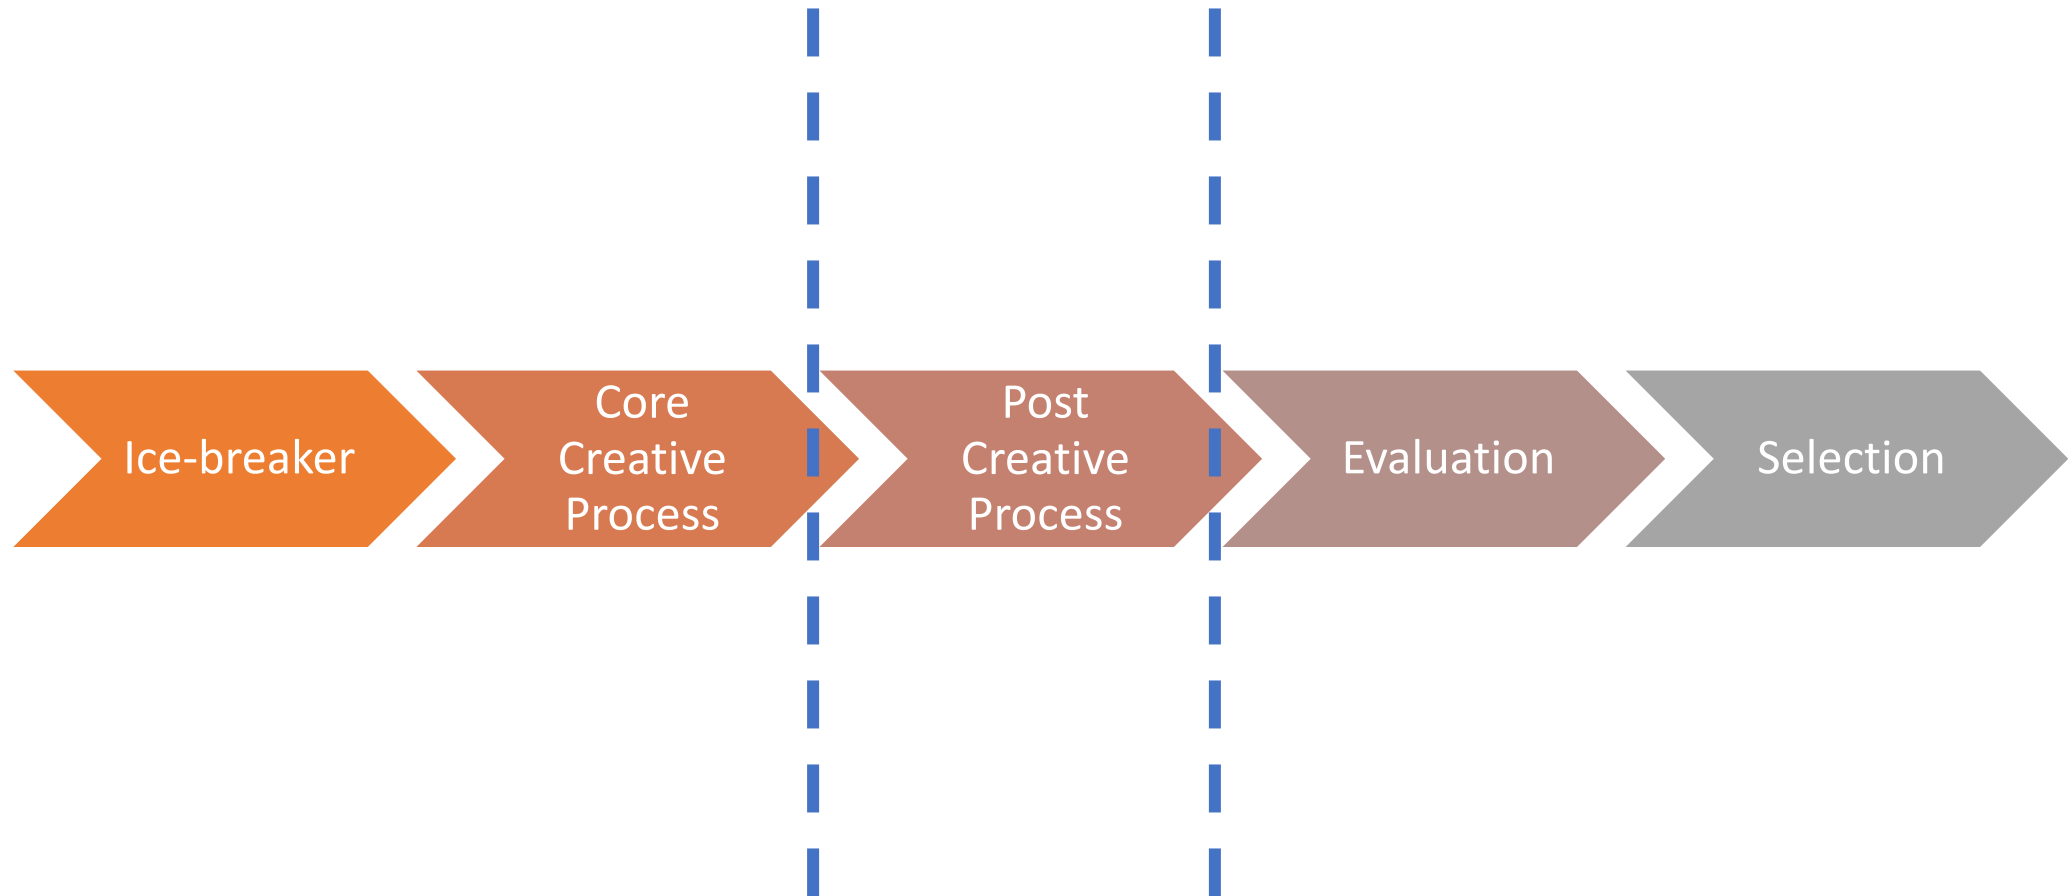 Ice-breaker
Core
Creative
Process
Post
Creative
Process
Evaluation
Selection